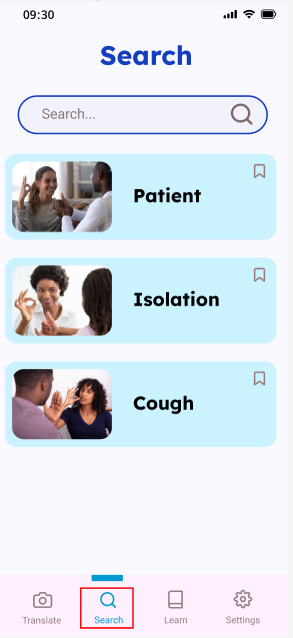 09:30
Search
Search...
Patient
Isolation
Cough
Translate Search Learn Settings